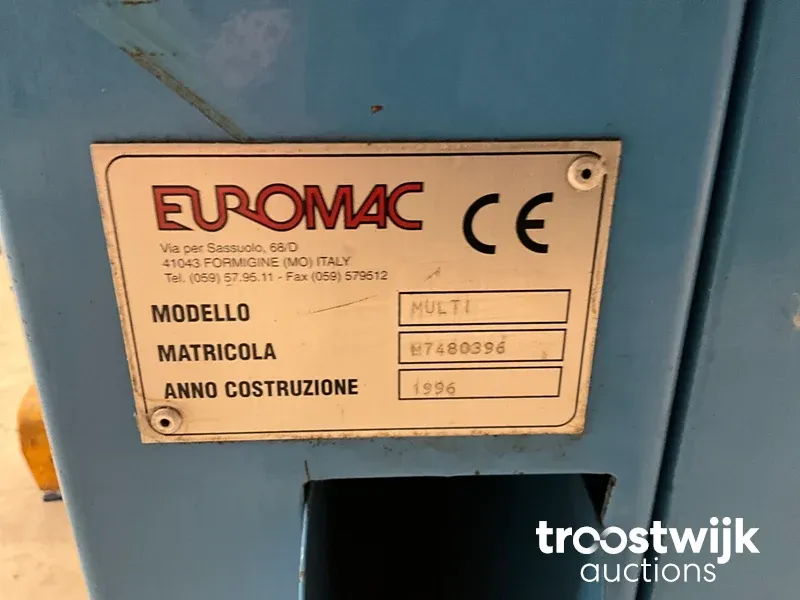 EUROMAC CE
Via per Sassuolo, 68/D
41043 FORMIGINE (MO) ITALY
Tel. (059) 57.95.11 - Fax (059) 579512
MODELLO MULTI
MATRICOLA M7480396
ANNO COSTRUZIONE 1996
troostwijk
auctions